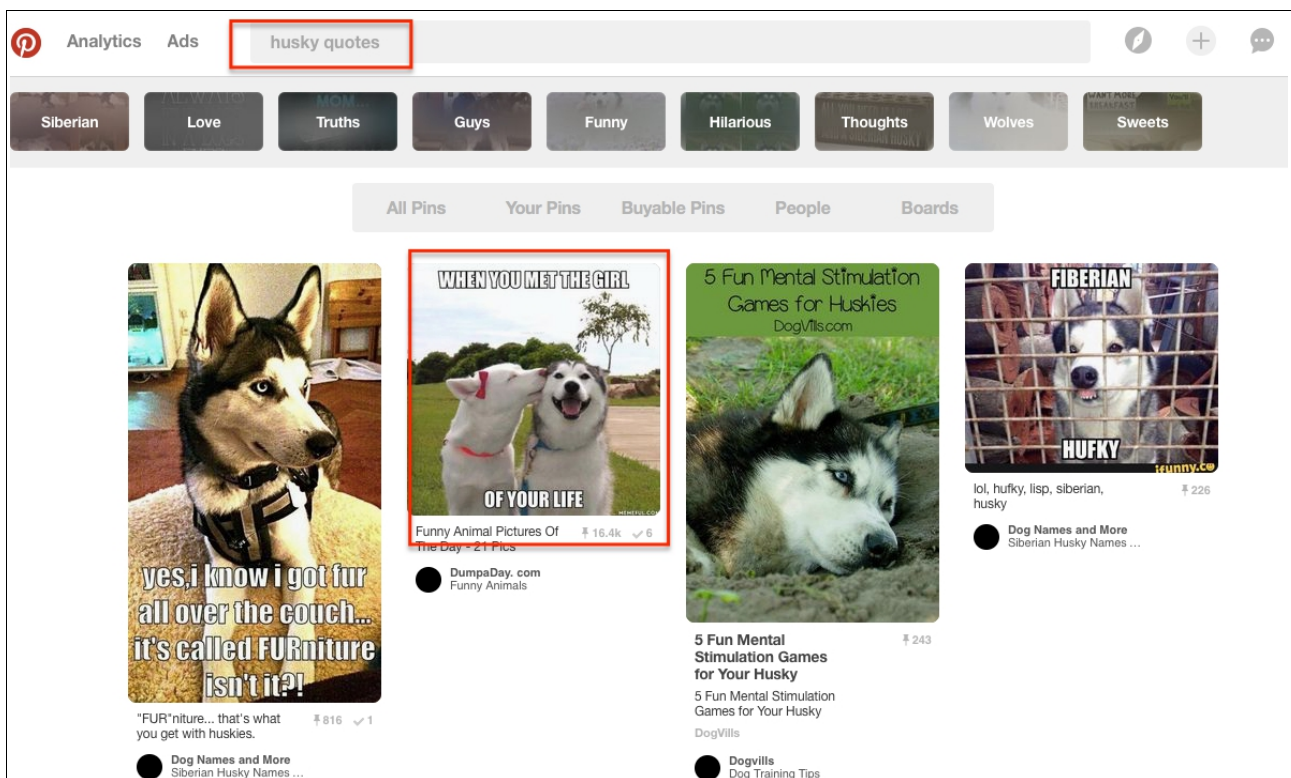 Analytics Ads husky quotes
Siberian Love Truths Guys Funny Hilarious Thoughts Wolves Sweets
All Pins Your Pins Buyable Pins People Boards
yes,i know i got fur
all over the couch...
it's called FURniture
isn't it?!
"FUR"niture... that's what
you get with huskies.
816 1
Dog Names and More
Siberian Husky Names ...
WHEN YOU MET THE GIRL
OF YOUR LIFE
MEMEFUL.COM
Funny Animal Pictures Of
The Day - 21 Pics
16.4k 6
DumpaDay. com
Funny Animals
5 Fun Mental Stimulation
Games for Huskies
DogVills.com
5 Fun Mental
Stimulation Games
for Your Husky
243
5 Fun Mental Stimulation
Games for Your Husky
DogVills
Dogvills
Dog Training Tips
FIBERIAN
HUFKY
ifunny.co
lol, hufky, lisp, siberian,
husky
226
Dog Names and More
Siberian Husky Names ...